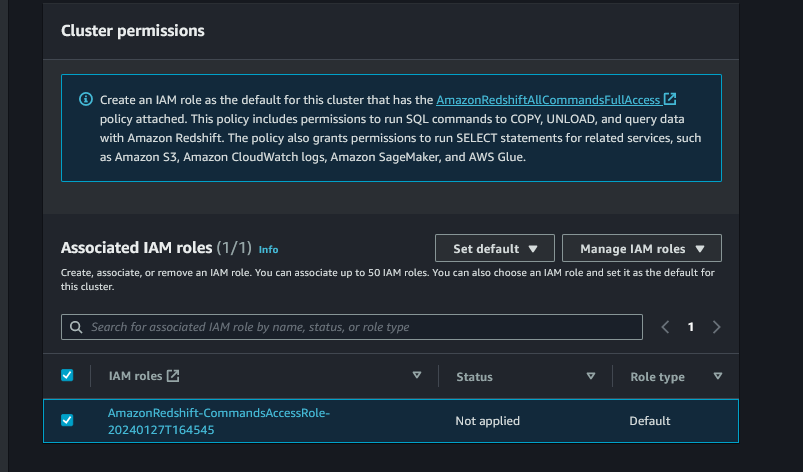 Cluster permissions
Create an IAM role as the default for this cluster that has the AmazonRedshiftAllCommandsFullAccess
policy attached. This policy includes permissions to run SQL commands to COPY, UNLOAD, and query data
with Amazon Redshift. The policy also grants permissions to run SELECT statements for related services, such
as Amazon S3, Amazon CloudWatch logs, Amazon SageMaker, and AWS Glue.
Associated IAM roles (1/1) Info
Set default
Manage IAM roles
Create, associate, or remove an IAM role. You can associate up to 50 IAM roles. You can also choose an IAM role and set it as the default for
this cluster.
Search for associated IAM role by name, status, or role type
1
IAM roles
Status
Role type
AmazonRedshift-CommandsAccessRole-
20240127T164545
Not applied
Default